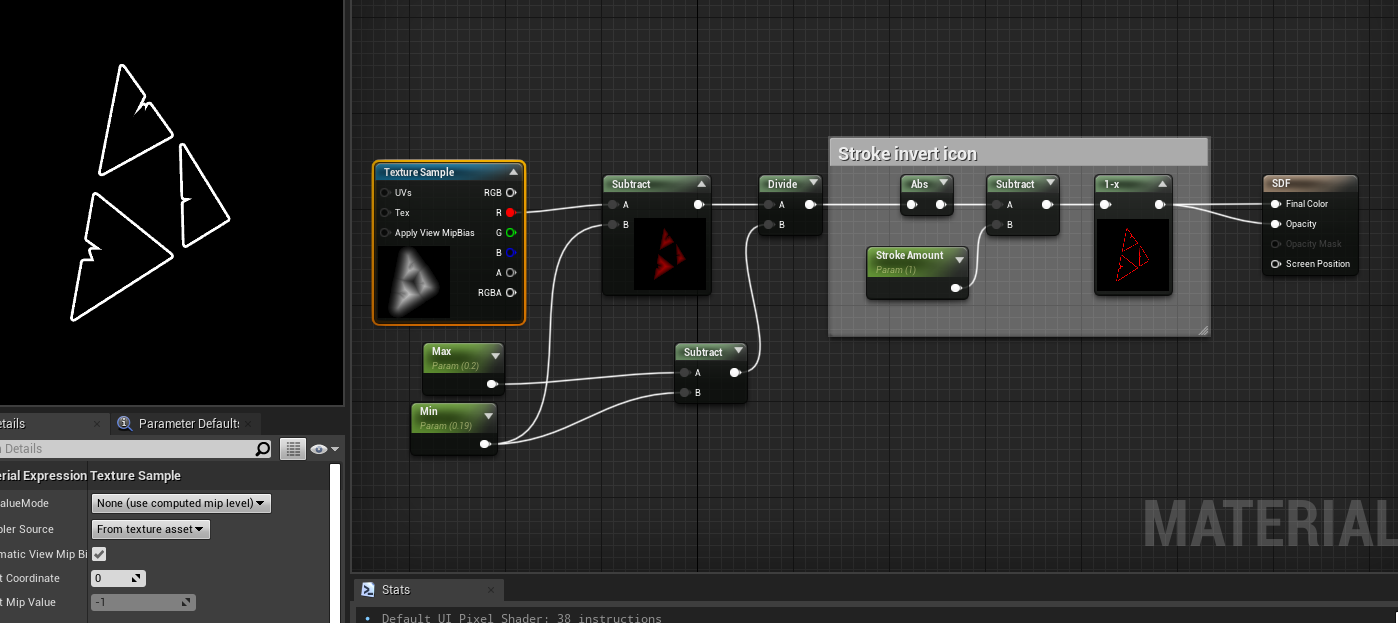 Stroke invert icon
Texture Sample
UVs
RGB
Tex
R
Apply View MipBias
G
B
A
RGBA
Subtract
A
B
Divide
A
B
Abs
Subtract
A
B
1-x
Stroke Amount
Param (1)
SDF
Final Color
Opacity
Opacity Mask
Screen Position
Max
Param (0.2)
Min
Param (0.19)
Subtract
A
B
MATERIAL
etails
Parameter Defaults
Details
erial Expression Texture Sample
alueMode
None (use computed mip level)
ler Source
From texture asset
matic View Mip Bi
t Coordinate
0
t Mip Value
-1
Stats
Default UI Pixel Shader: 38 instructions